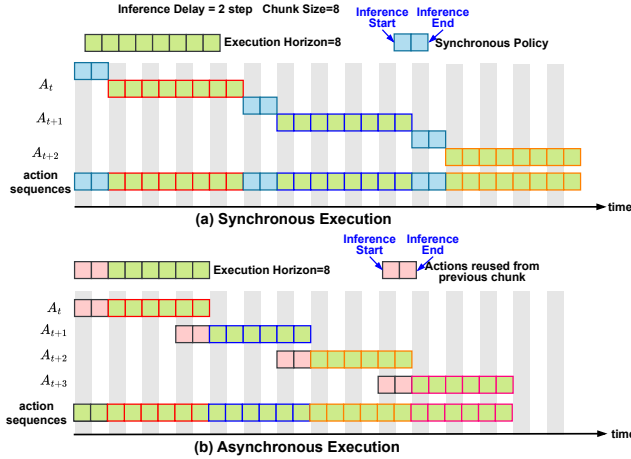 Inference Delay = 2 step Chunk Size=8
Inference Start
Inference End
Execution Horizon=8
Synchronous Policy
A_t
A_{t+1}
A_{t+2}
action sequences
time
(a) Synchronous Execution
Inference Start
Inference End
Execution Horizon=8
Actions reused from previous chunk
A_t
A_{t+1}
A_{t+2}
A_{t+3}
action sequences
time
(b) Asynchronous Execution